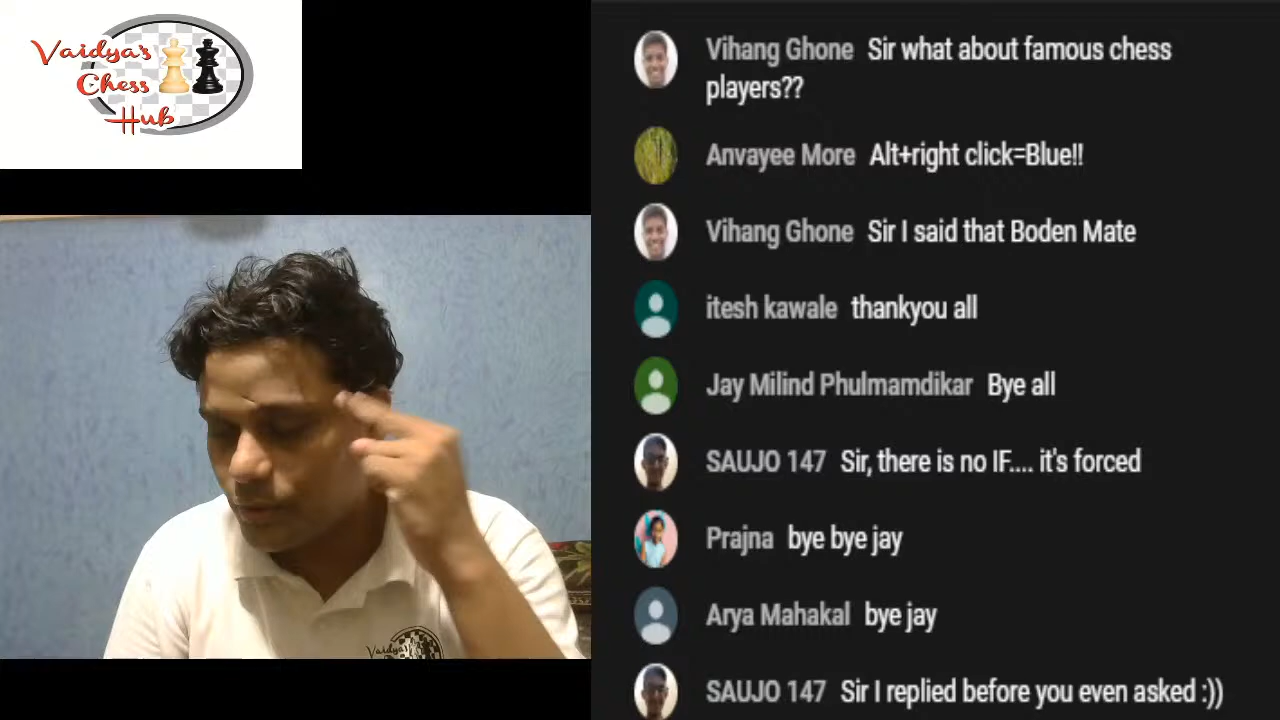 Vaidya's
Chess
Hub
Vihang Ghone Sir what about famous chess
players??
Anvayee More Alt+right click=Blue!!
Vihang Ghone Sir I said that Boden Mate
itesh kawale thankyou all
Jay Milind Phulmamdikar Bye all
SAUJO 147 Sir, there is no IF.... it's forced
Prajna bye bye jay
Arya Mahakal bye jay
SAUJO 147 Sir I replied before you even asked :))
Vaidya's